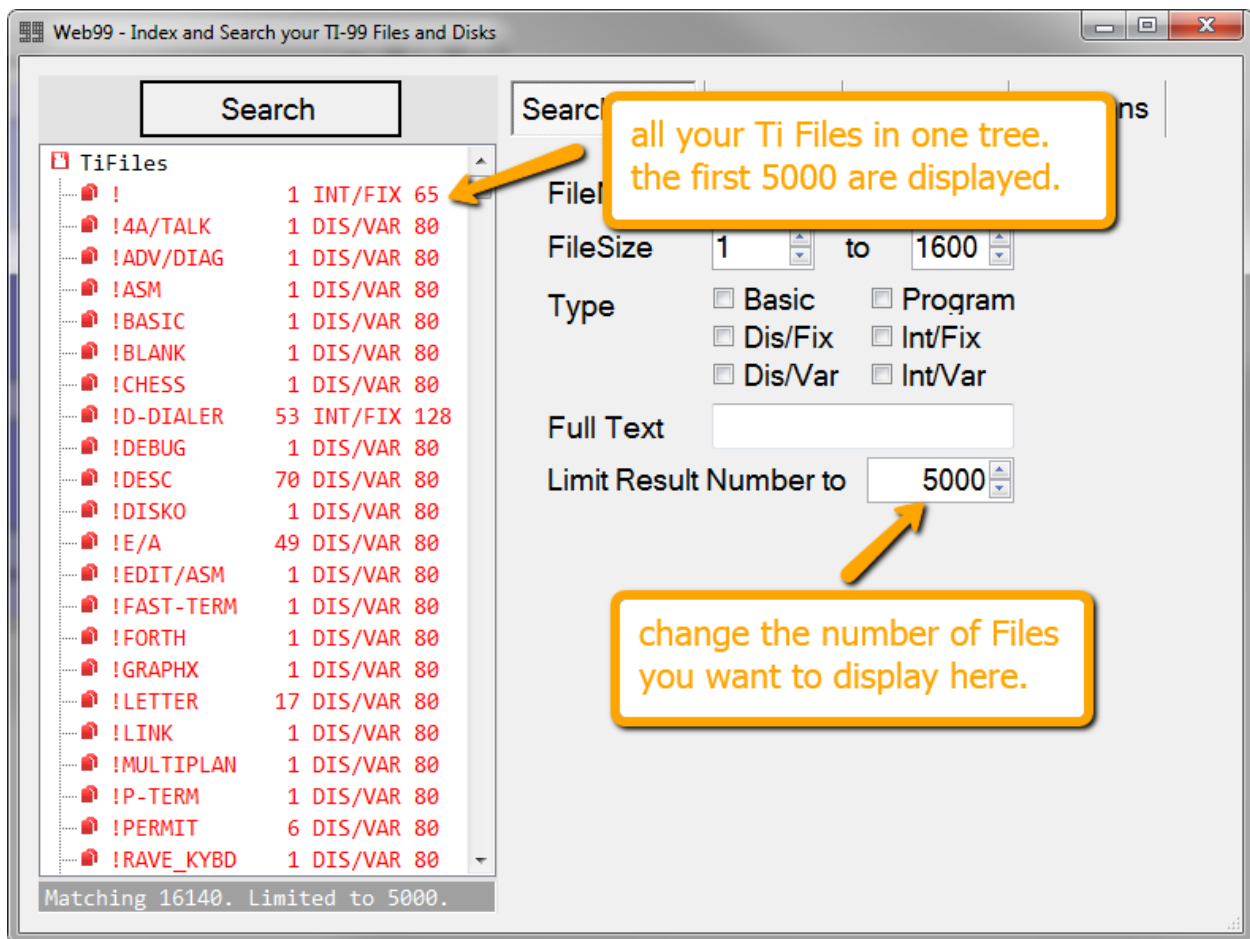 Web99 - Index and Search your TI-99 Files and Disks
Search
TiFiles
! 1 INT/FIX 65
!4A/TALK 1 DIS/VAR 80
!ADV/DIAG 1 DIS/VAR 80
!ASM 1 DIS/VAR 80
!BASIC 1 DIS/VAR 80
!BLANK 1 DIS/VAR 80
!CHESS 1 DIS/VAR 80
!D-DIALER 53 INT/FIX 128
!DEBUG 1 DIS/VAR 80
!DESC 70 DIS/VAR 80
!DISKO 1 DIS/VAR 80
!E/A 49 DIS/VAR 80
!EDIT/ASM 1 DIS/VAR 80
!FAST-TERM 1 DIS/VAR 80
!FORTH 1 DIS/VAR 80
!GRAPHX 1 DIS/VAR 80
!LETTER 17 DIS/VAR 80
!LINK 1 DIS/VAR 80
!MULTIPLAN 1 DIS/VAR 80
!P-TERM 1 DIS/VAR 80
!PERMIT 6 DIS/VAR 80
!RAVE_KYBD 1 DIS/VAR 80
Matching 16140. Limited to 5000.
Search
all your Ti Files in one tree.
the first 5000 are displayed.
FileSize 1 to 1600
Type Basic Program
Dis/Fix Int/Fix
Dis/Var Int/Var
Full Text
Limit Result Number to 5000
change the number of Files
you want to display here.